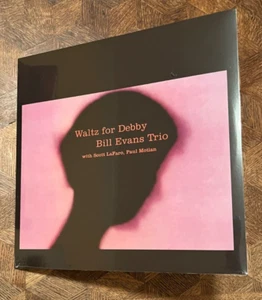 Waltz for Debby
Bill Evans Trio
with Scott LaFaro, Paul Motian